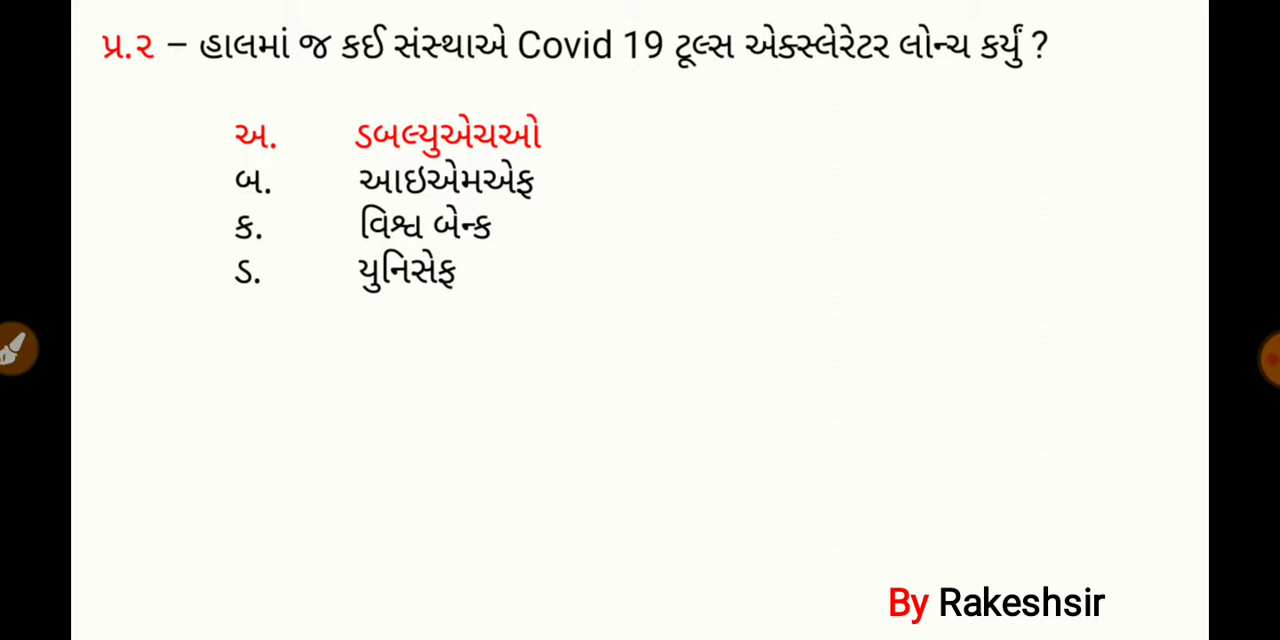 પ્ર.૨ – હાલમાં જ કઈ સંસ્થાએ Covid 19 ટૂલ્સ એક્સ્લેરેટર લોન્ચ કર્યું ?
અ. ડબલ્યુએચઓ
બ. આઇએમએફ
ક. વિશ્વ બેન્ક
ડ. યુનિસેફ
By Rakeshsir